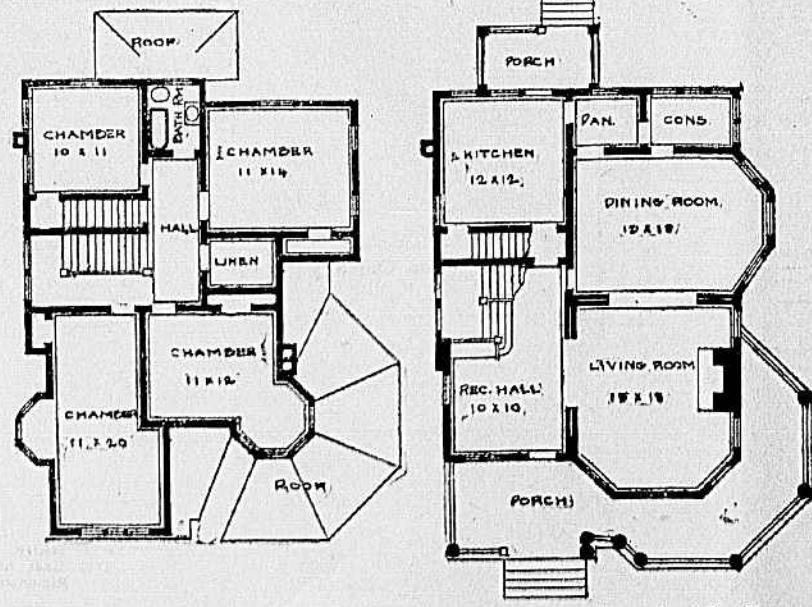 ROOF
CHAMBER
10 X 11
BATH RM
CHAMBER
11 X 14
HALL
LINEN
CHAMBER
11 X 12
CHAMBER
11 X 20
ROOF
PORCH
KITCHEN
12 X 12
PAN.
CONS.
DINING ROOM
REC. HALL
10 X 10
LIVING ROOM
PORCH